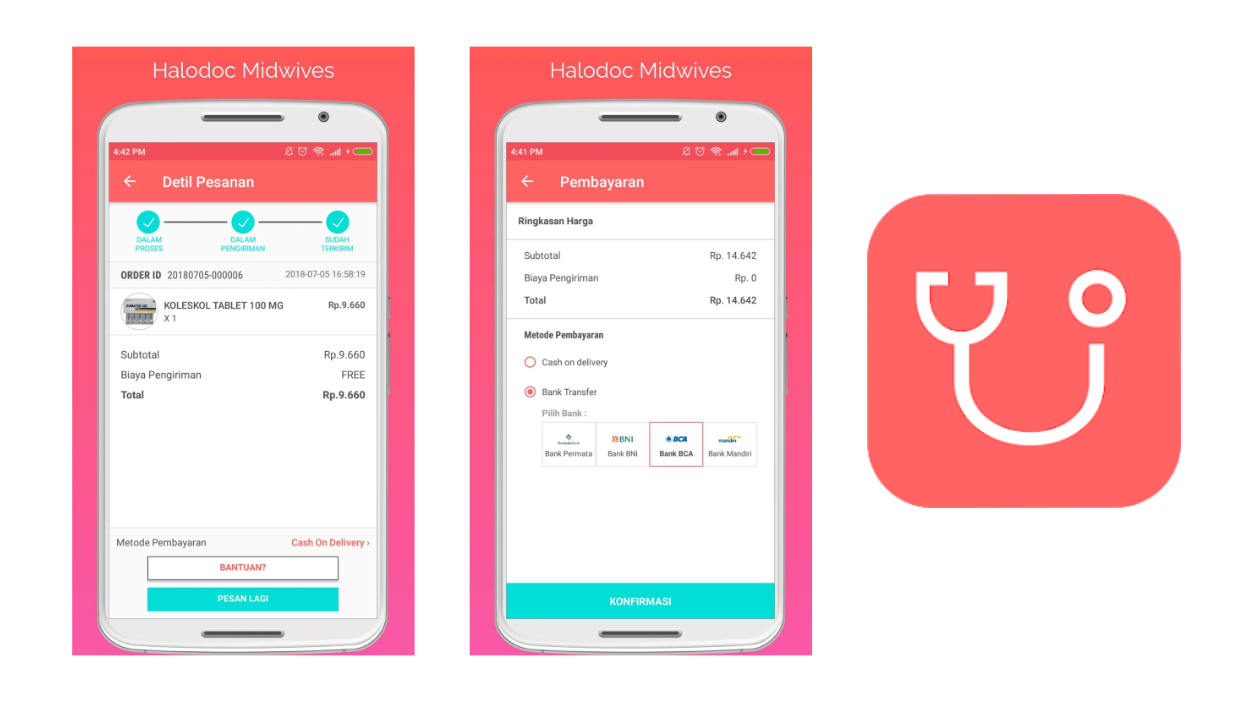 Halodoc Midwives
4:42 PM
Detil Pesanan
DALAM PROSES
DALAM PENGIRIMAN
SUDAH TERKIRIM
ORDER ID 20180705-000006 2018-07-05 16:58:19
KOLESKOL TABLET 100 MG Rp.9.660
X 1
Subtotal Rp.9.660
Biaya Pengiriman FREE
Total Rp.9.660
Metode Pembayaran Cash On Delivery ›
BANTUAN?
PESAN LAGI
Halodoc Midwives
4:41 PM
Pembayaran
Ringkasan Harga
Subtotal Rp. 14.642
Biaya Pengiriman Rp. 0
Total Rp. 14.642
Metode Pembayaran
Cash on delivery
Bank Transfer
Pilih Bank :
BNI BCA mandiri
Bank Permata Bank BNI Bank BCA Bank Mandiri
KONFIRMASI